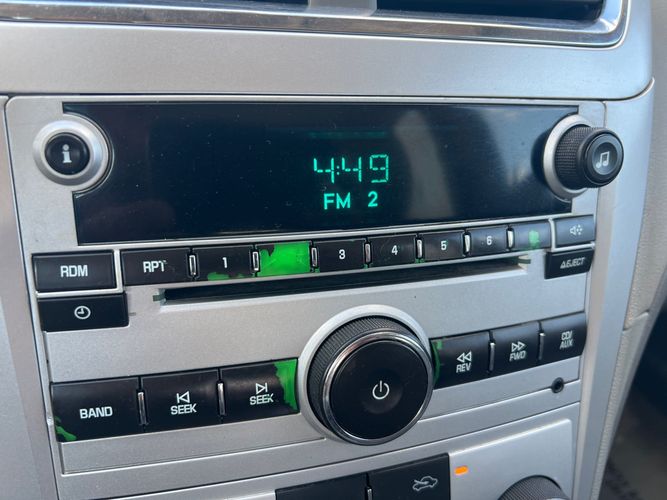 4:49
FM 2
RDM RPT 1 3 4 5 6
EJECT
BAND SEEK SEEK REV FWD CD/
AUX